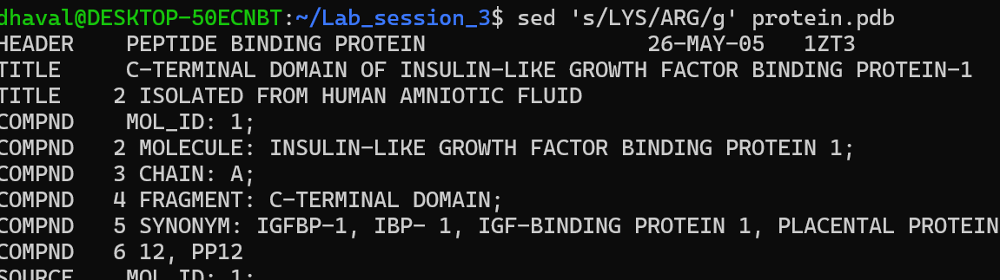 dhaval@DESKTOP-50ECNBT:~/Lab_session_3$ sed 's/LYS/ARG/g' protein.pdb
HEADER    PEPTIDE BINDING PROTEIN                 26-MAY-05   1ZT3
TITLE     C-TERMINAL DOMAIN OF INSULIN-LIKE GROWTH FACTOR BINDING PROTEIN-1
TITLE    2 ISOLATED FROM HUMAN AMNIOTIC FLUID
COMPND    MOL_ID: 1;
COMPND   2 MOLECULE: INSULIN-LIKE GROWTH FACTOR BINDING PROTEIN 1;
COMPND   3 CHAIN: A;
COMPND   4 FRAGMENT: C-TERMINAL DOMAIN;
COMPND   5 SYNONYM: IGFBP-1, IBP- 1, IGF-BINDING PROTEIN 1, PLACENTAL PROTEIN
COMPND   6 12, PP12
SOURCE    MOL_ID: 1;